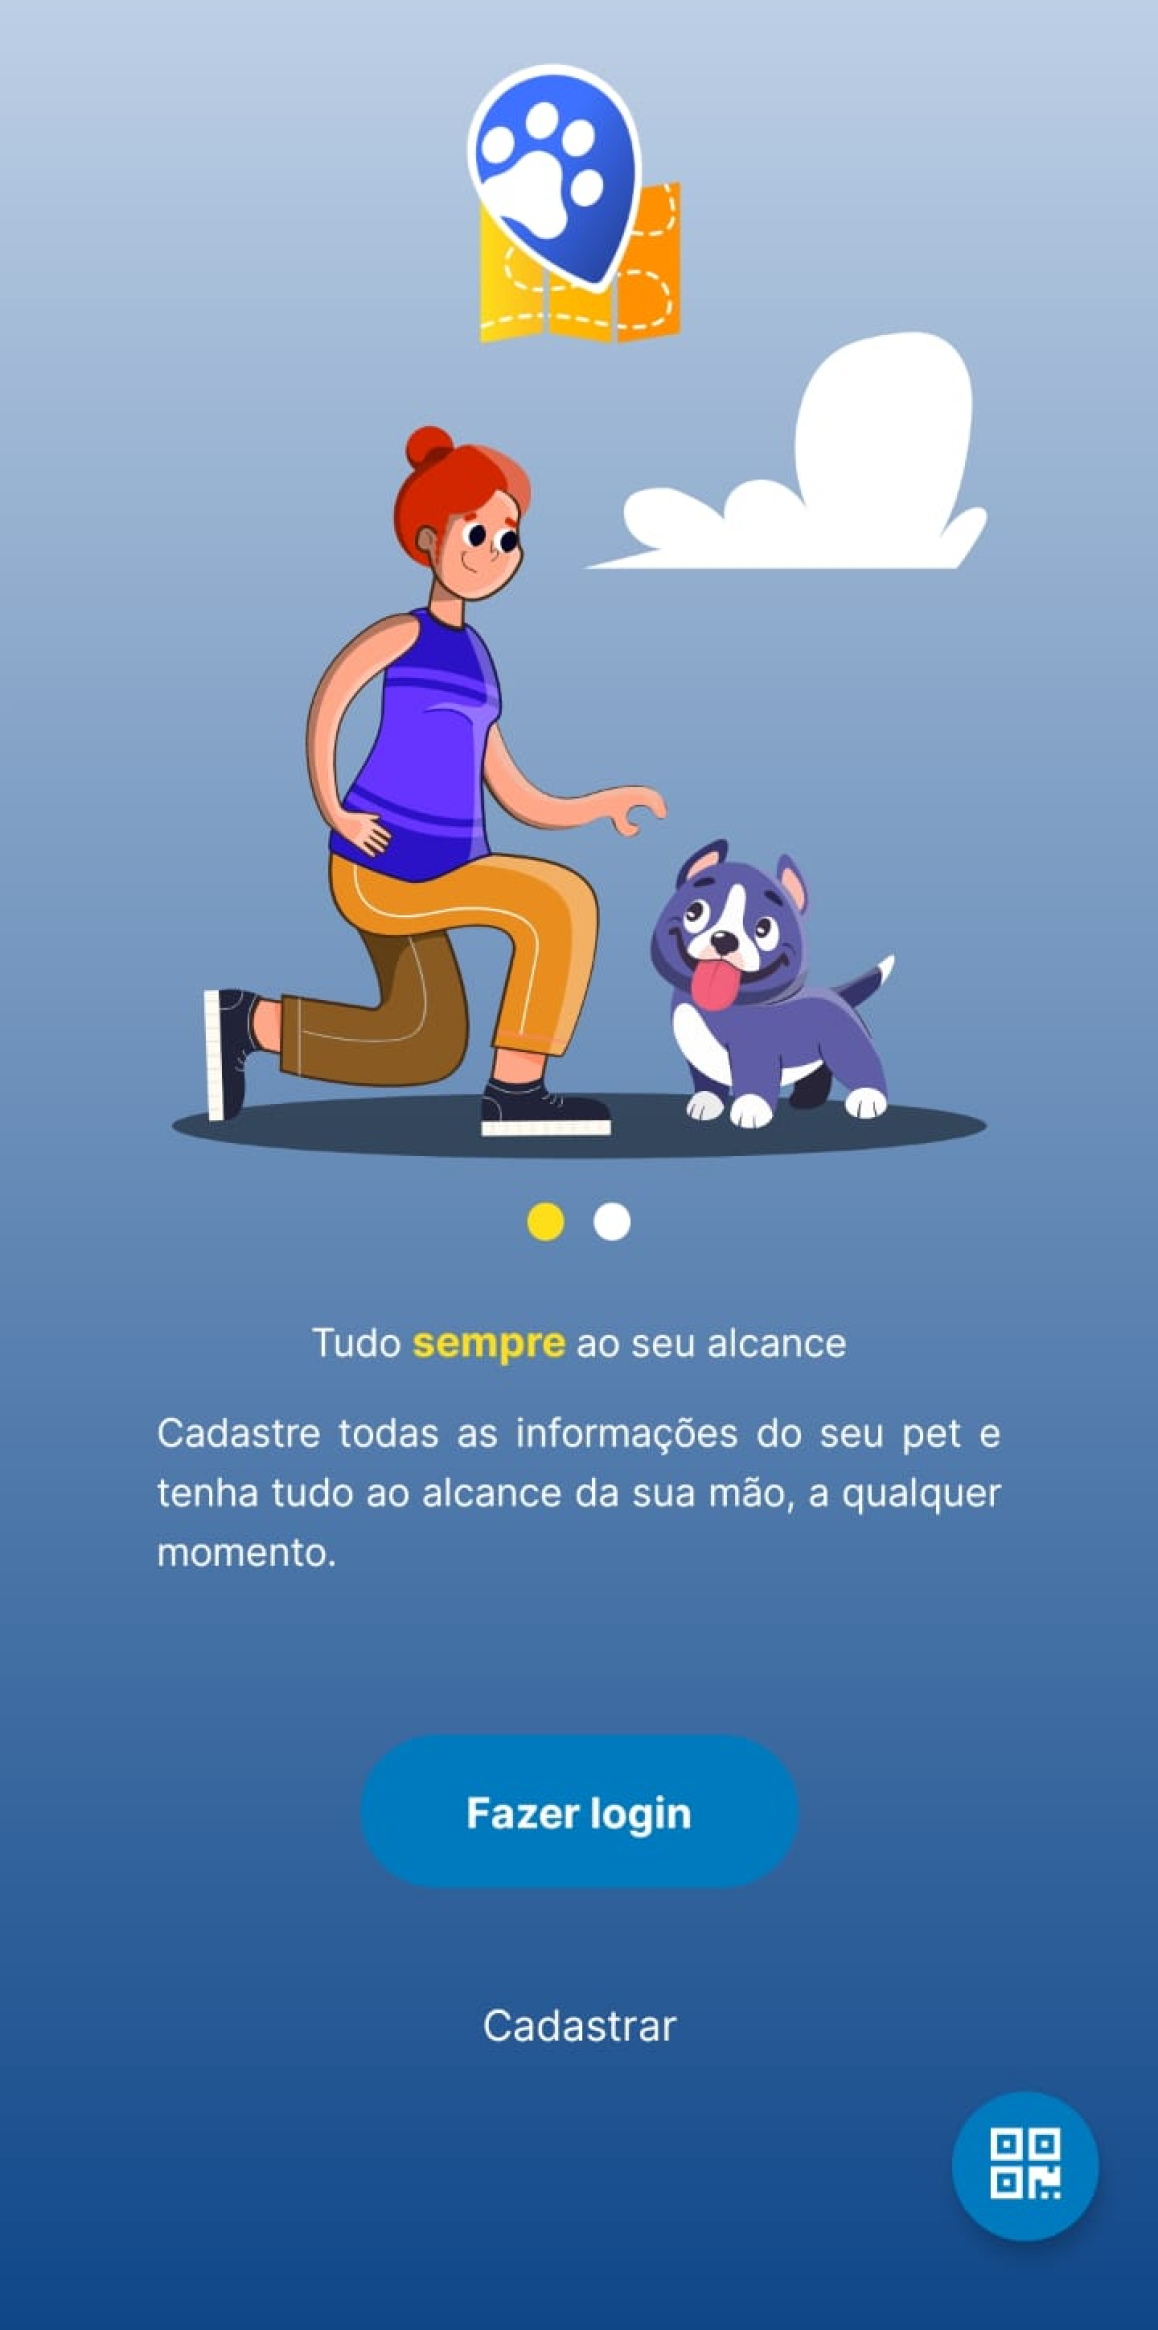 Tudo sempre ao seu alcance
Cadastre todas as informações do seu pet e
tenha tudo ao alcance da sua mão, a qualquer
momento.
Fazer login
Cadastrar